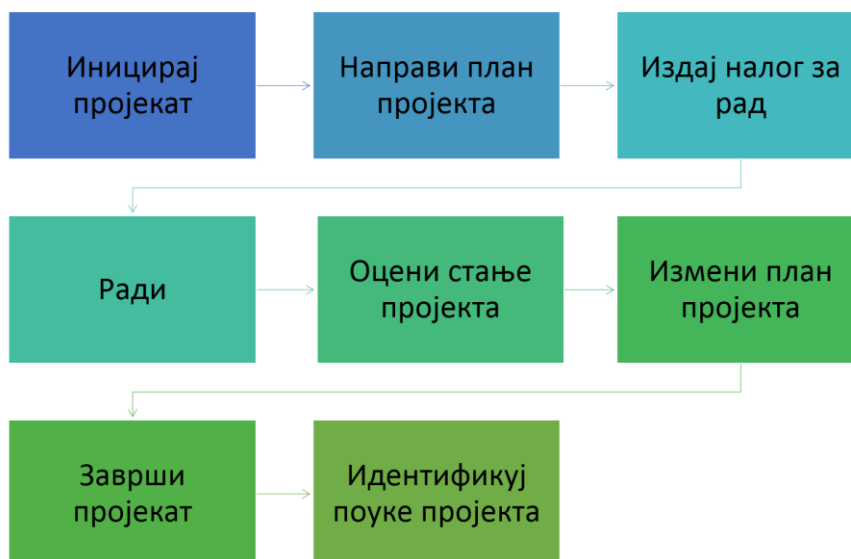 Иницирај
пројекат
Направи план
пројекта
Издај налог за
рад
Ради
Оцени стање
пројекта
Измени план
пројекта
Заврши
пројекат
Идентификуј
поуке пројекта